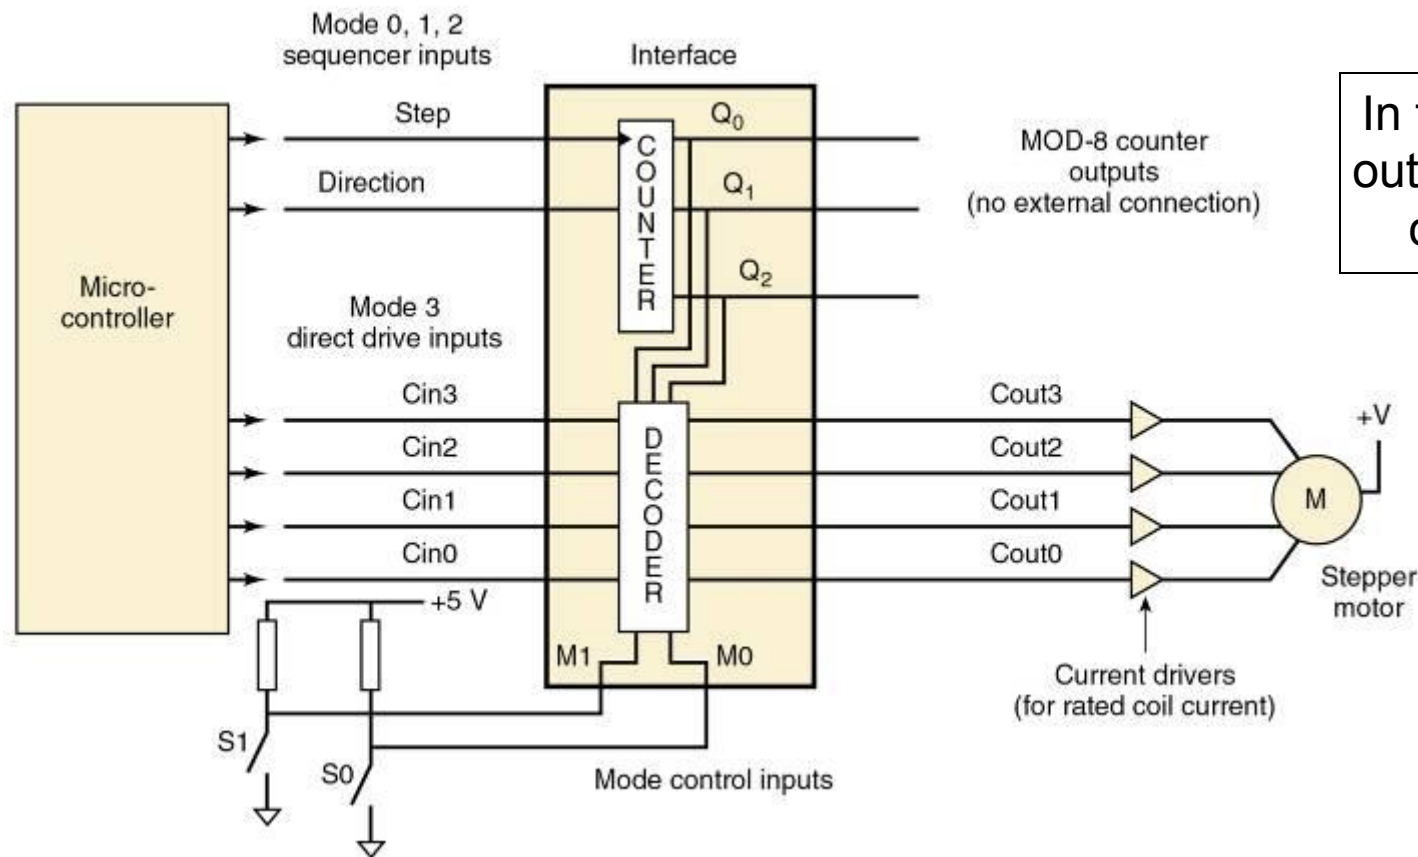 Mode 0, 1, 2
sequencer inputs
Interface
Step
Direction
Micro-
controller
Mode 3
direct drive inputs
Cin3
Cin2
Cin1
Cin0
+5 V
S1
S0
COUNTER
Q0
Q1
Q2
DECODER
M1
M0
Mode control inputs
MOD-8 counter
outputs
(no external connection)
In
out
Cout3
Cout2
Cout1
Cout0
+V
M
Stepper
motor
Current drivers
(for rated coil current)